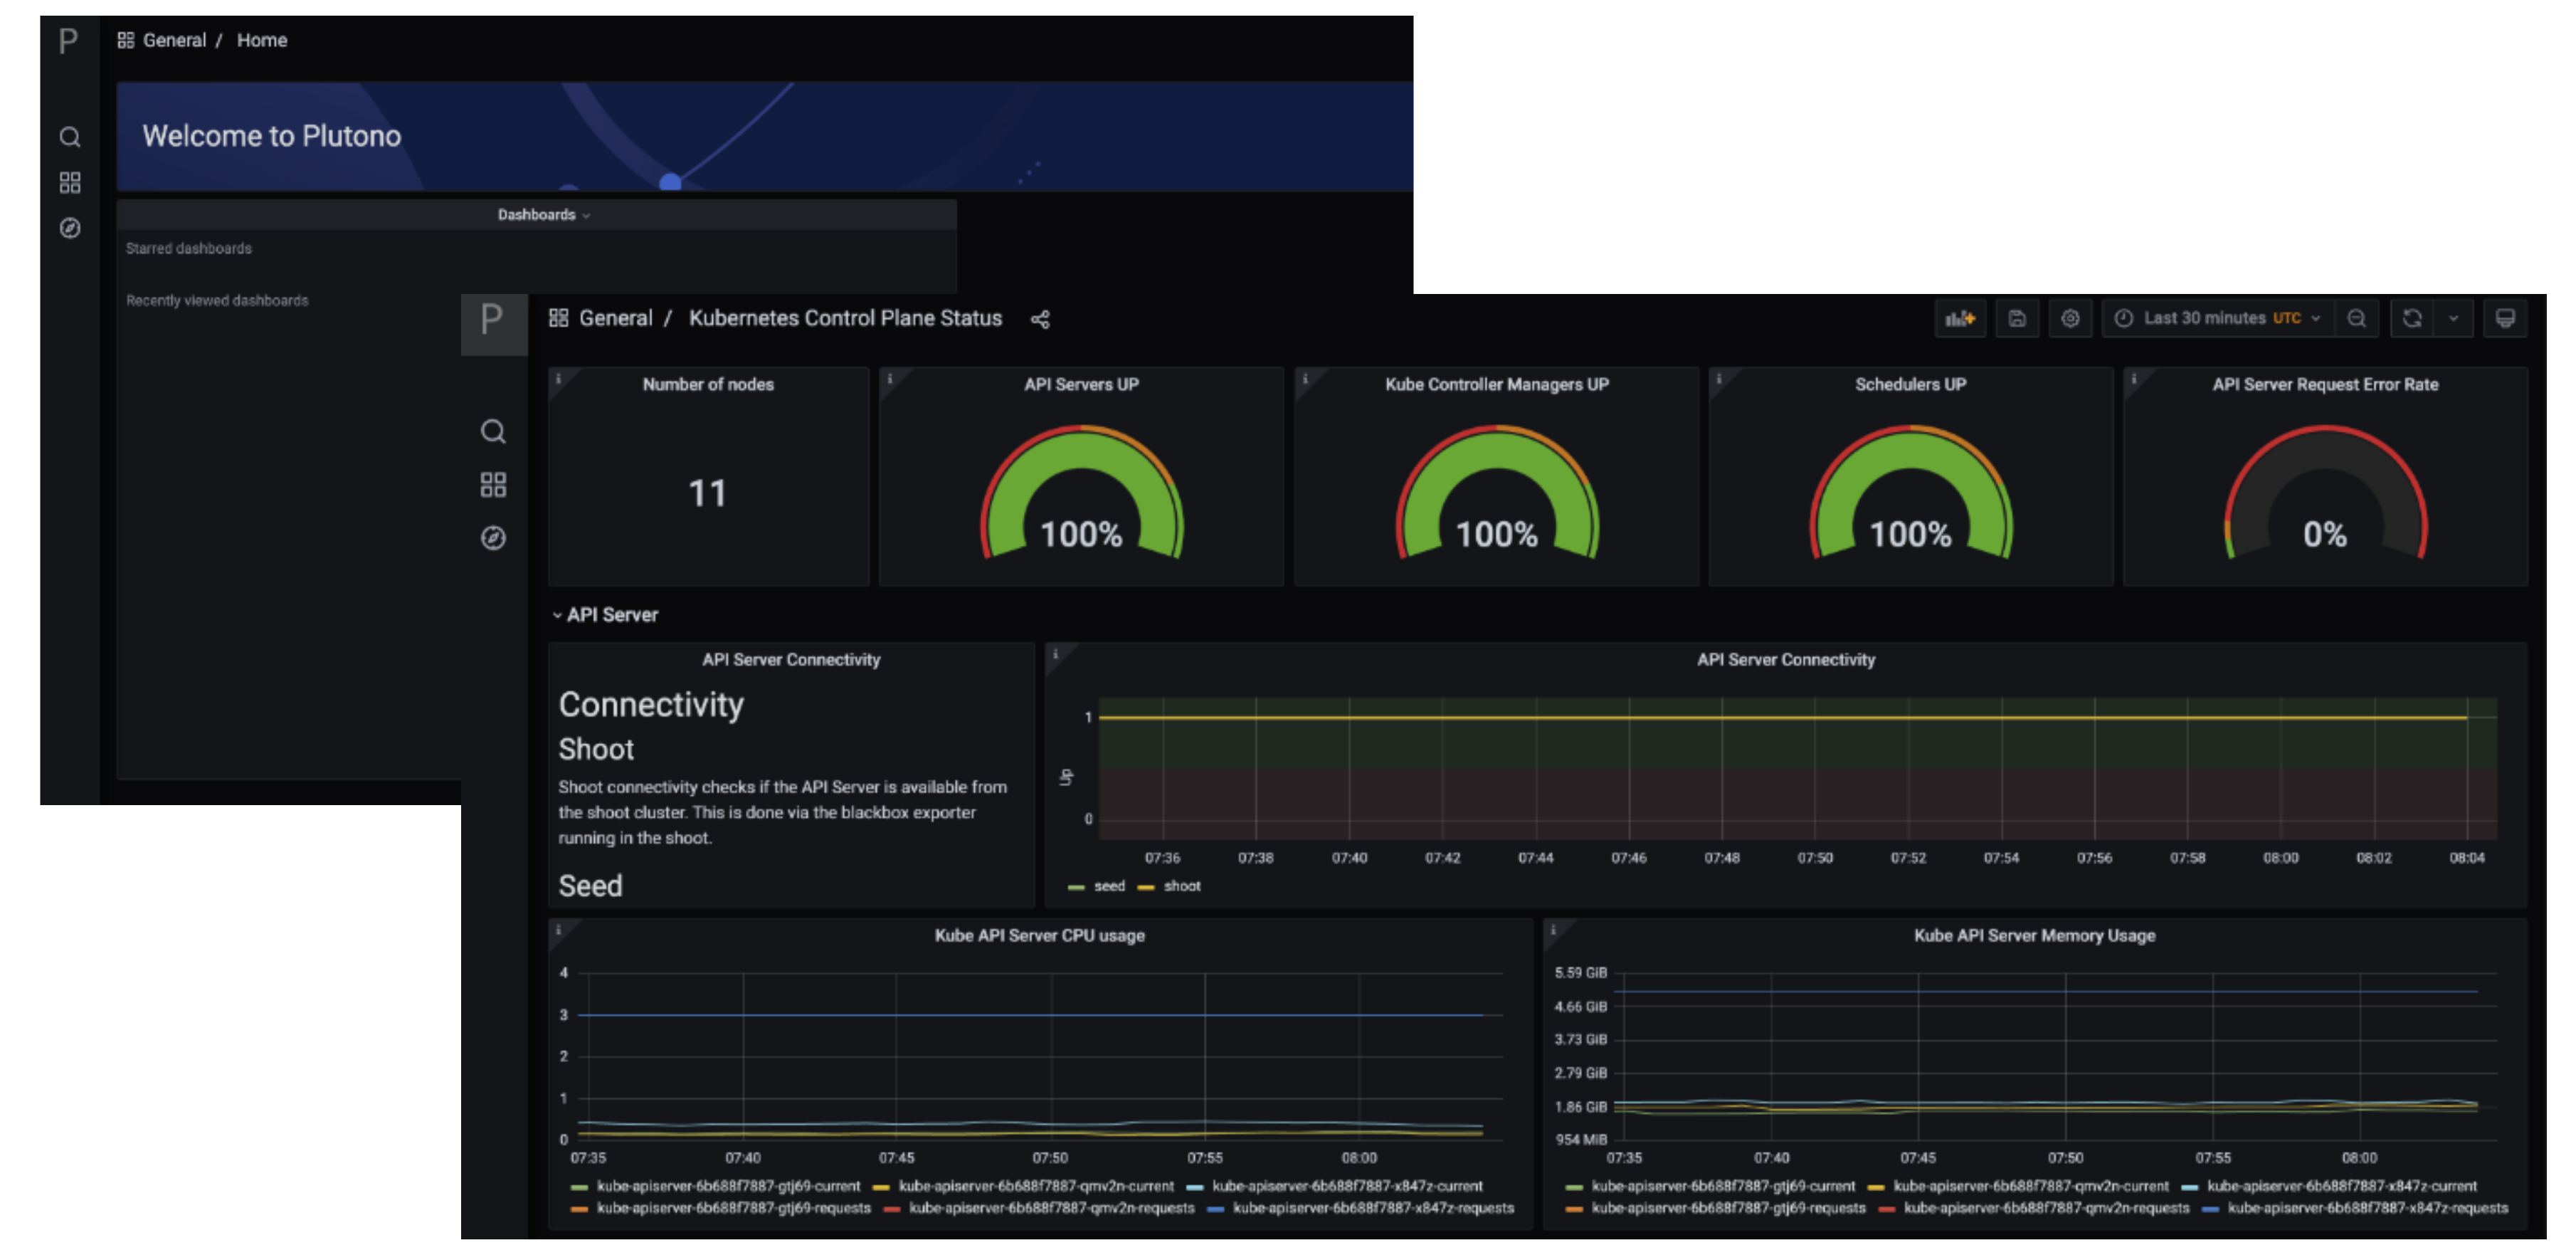 P
General / Home
Welcome to Plutono
Dashboards
Starred dashboards
Recently viewed dashboards
P
General / Kubernetes Control Plane Status
Last 30 minutes UTC
Number of nodes
11
API Servers UP
100%
Kube Controller Managers UP
100%
Schedulers UP
100%
API Server Request Error Rate
0%
API Server
API Server Connectivity
Connectivity
Shoot
Shoot connectivity checks if the API Server is available from
the shoot cluster. This is done via the blackbox exporter
running in the shoot.
Seed
API Server Connectivity
Up
1
0
07:36 07:38 07:40 07:42 07:44 07:46 07:48 07:50 07:52 07:54 07:56 07:58 08:00 08:02 08:04
seed shoot
Kube API Server CPU usage
4
3
2
1
0
07:35 07:40 07:45 07:50 07:55 08:00
kube-apiserver-6b688f7887-gtj69-current kube-apiserver-6b688f7887-qmv2n-current kube-apiserver-6b688f7887-x847z-current
kube-apiserver-6b688f7887-gtj69-requests kube-apiserver-6b688f7887-qmv2n-requests kube-apiserver-6b688f7887-x847z-requests
Kube API Server Memory Usage
5.59 GiB
4.66 GiB
3.73 GiB
2.79 GiB
1.86 GiB
954 MiB
07:35 07:40 07:45 07:50 07:55 08:00
kube-apiserver-6b688f7887-gtj69-current kube-apiserver-6b688f7887-qmv2n-current kube-apiserver-6b688f7887-x847z-current
kube-apiserver-6b688f7887-gtj69-requests kube-apiserver-6b688f7887-qmv2n-requests kube-apiserver-6b688f7887-x847z-requests